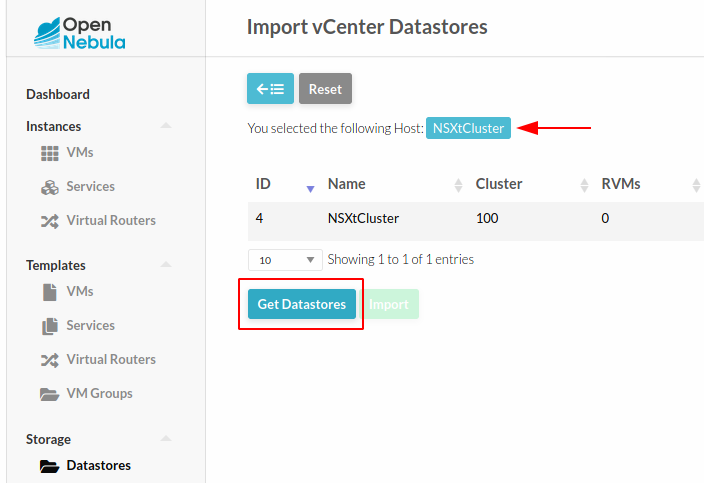 Open
Nebula
Import vCenter Datastores
Dashboard
Instances
VMs
Services
Virtual Routers
Templates
VMs
Services
Virtual Routers
VM Groups
Storage
Datastores
Reset
You selected the following Host: NSXtCluster
ID Name Cluster RVMs
4 NSXtCluster 100 0
10 Showing 1 to 1 of 1 entries
Get Datastores Import